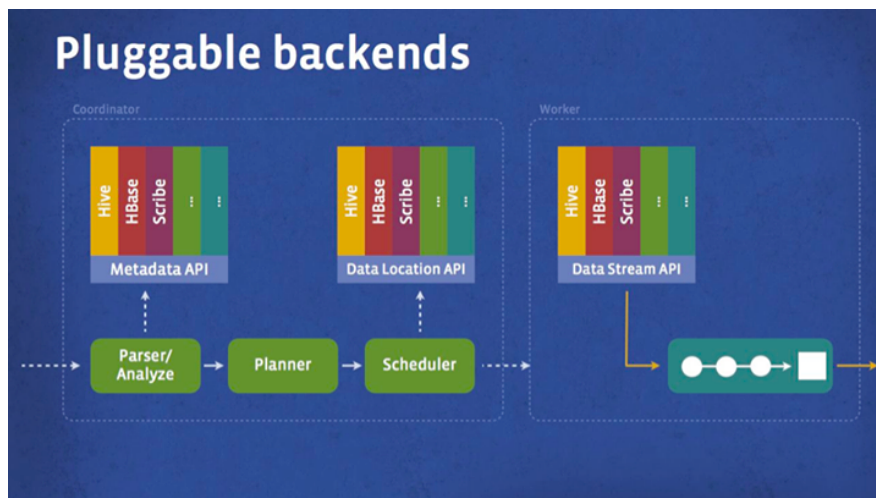 Pluggable backends
Coordinator
Worker
Hive
HBase
Scribe
...
...
Metadata API
Hive
HBase
Scribe
...
...
Data Location API
Hive
HBase
Scribe
...
...
Data Stream API
Parser/
Analyze
Planner
Scheduler